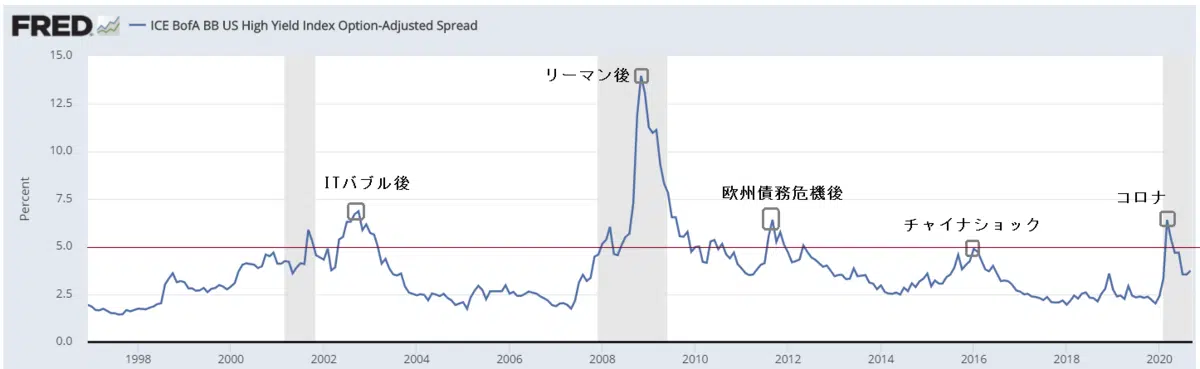 FRED ICE BofA BB US High Yield Index Option-Adjusted Spread
15.0
12.5
10.0
7.5
5.0
2.5
0.0
Percent
リーマン後
ITバブル後
欧州債務危機後
チャイナショック
コロナ
1998 2000 2002 2004 2006 2008 2010 2012 2014 2016 2018 2020